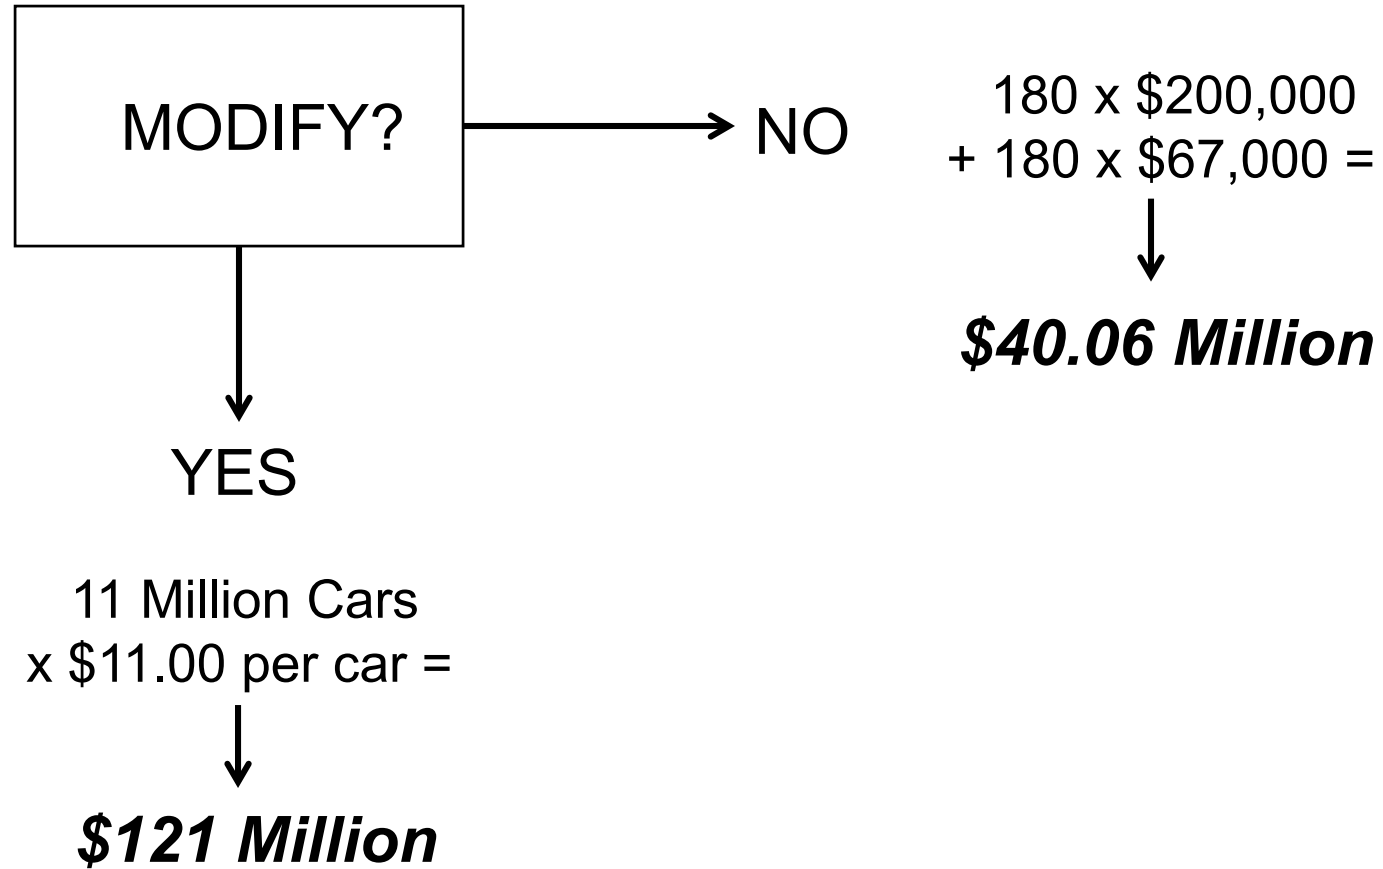 MODIFY?
NO
180 x $200,000
+ 180 x $67,000 =
$40.06 Million
YES
11 Million Cars
x $11.00 per car =
$121 Million